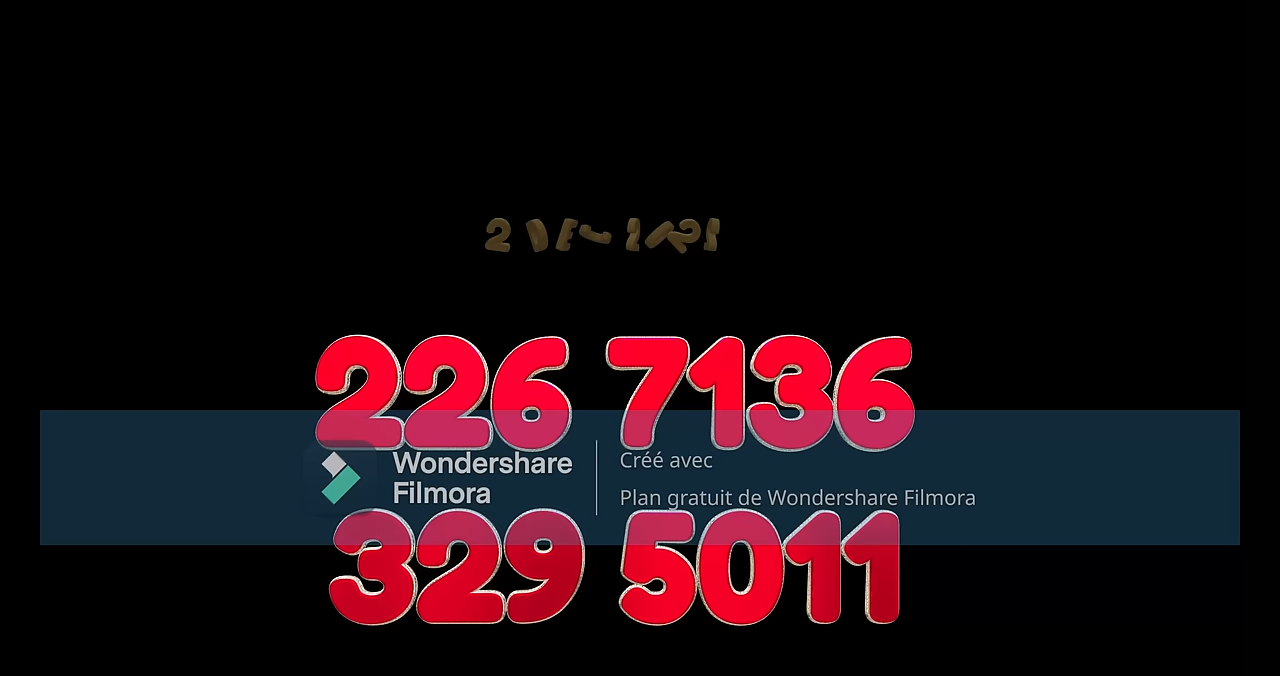 226 7136
Wondershare
Filmora
Créé avec
Plan gratuit de Wondershare Filmora
329 5011